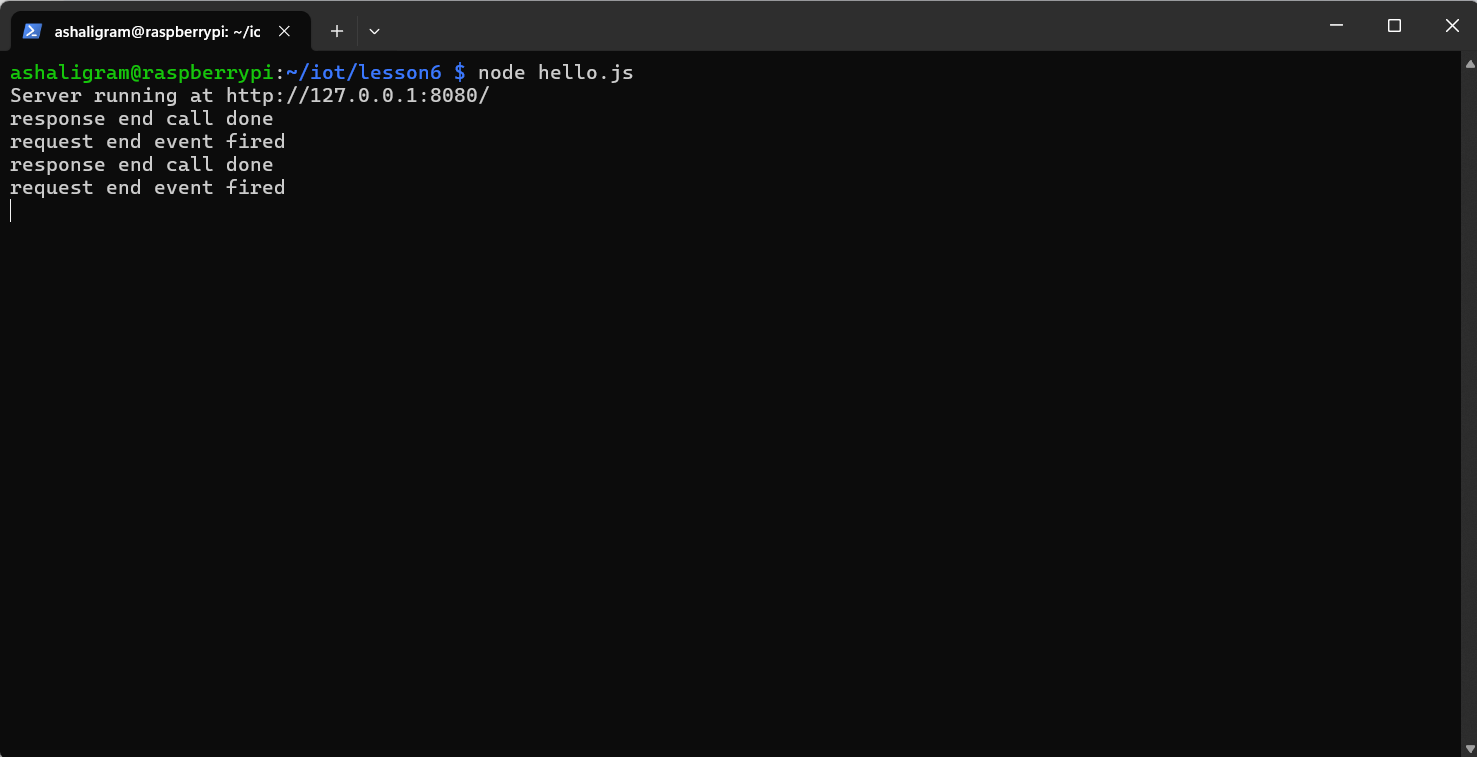 ashaligram@raspberrypi: ~/ic
ashaligram@raspberrypi:~/iot/lesson6 $ node hello.js
Server running at http://127.0.0.1:8080/
response end call done
request end event fired
response end call done
request end event fired